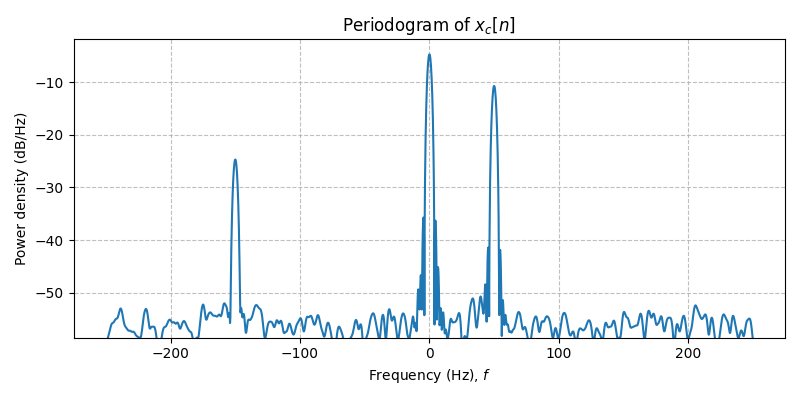 Periodogram of x_c[n]
Power density (dB/Hz)
−10
−20
−30
−40
−50
−200 −100 0 100 200
Frequency (Hz), f